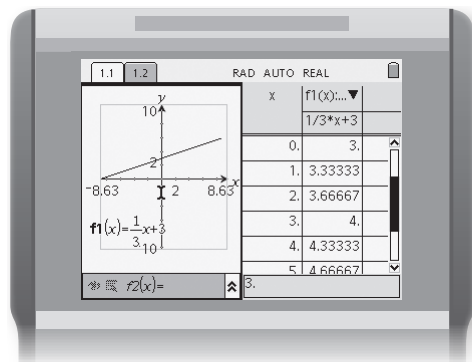 1.1 1.2 RAD AUTO REAL
y
10
2
-8.63 2 8.63 x
f1(x)=1/3x+3
10
f2(x)=
x f1(x):...▼
1/3*x+3
0. 3.
1. 3.33333
2. 3.66667
3. 4.
4. 4.33333
5 4.66667
3.